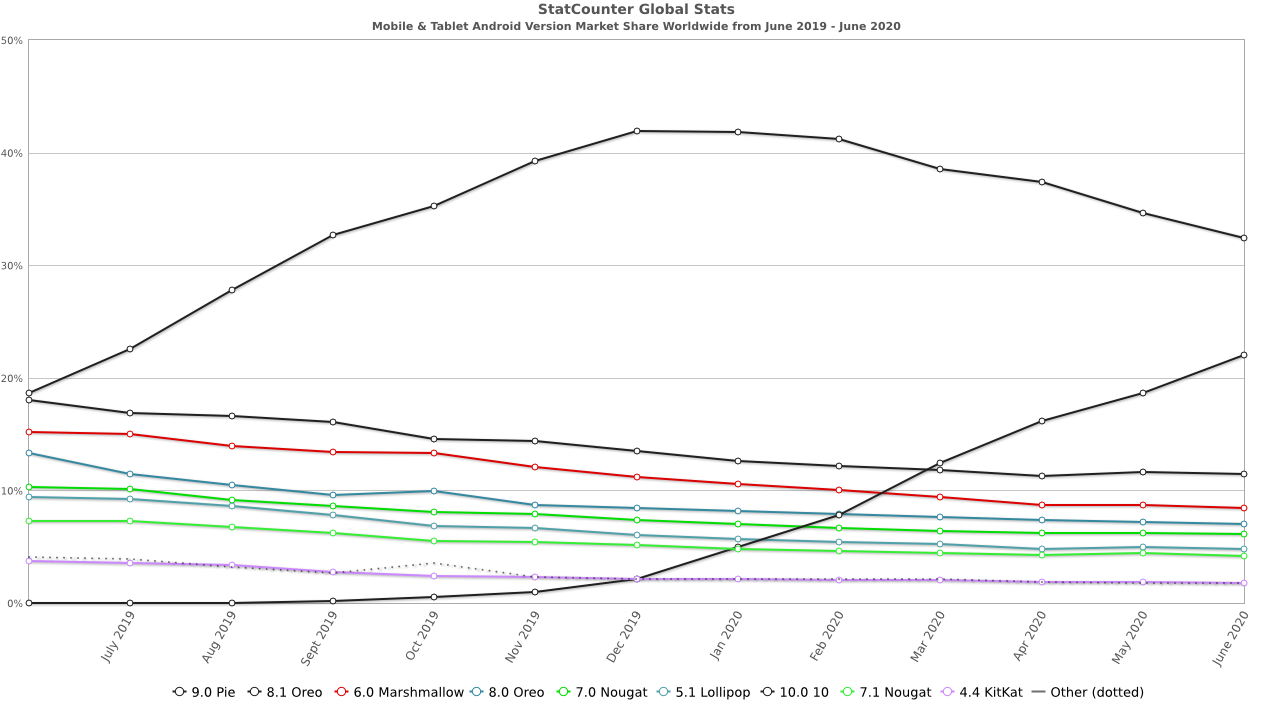 StatCounter Global Stats
Mobile & Tablet Android Version Market Share Worldwide from June 2019 - June 2020
50%
40%
30%
20%
10%
0%
July 2019
Aug 2019
Sept 2019
Oct 2019
Nov 2019
Dec 2019
Jan 2020
Feb 2020
Mar 2020
Apr 2020
May 2020
June 2020
9.0 Pie 8.1 Oreo 6.0 Marshmallow 8.0 Oreo 7.0 Nougat 5.1 Lollipop 10.0 10 7.1 Nougat 4.4 KitKat Other (dotted)